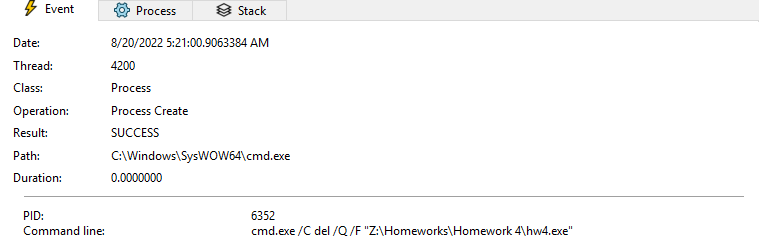 Event Process Stack
Date: 8/20/2022 5:21:00.9063384 AM
Thread: 4200
Class: Process
Operation: Process Create
Result: SUCCESS
Path: C:\Windows\SysWOW64\cmd.exe
Duration: 0.0000000
PID: 6352
Command line: cmd.exe /C del /Q /F "Z:\Homeworks\Homework 4\hw4.exe"